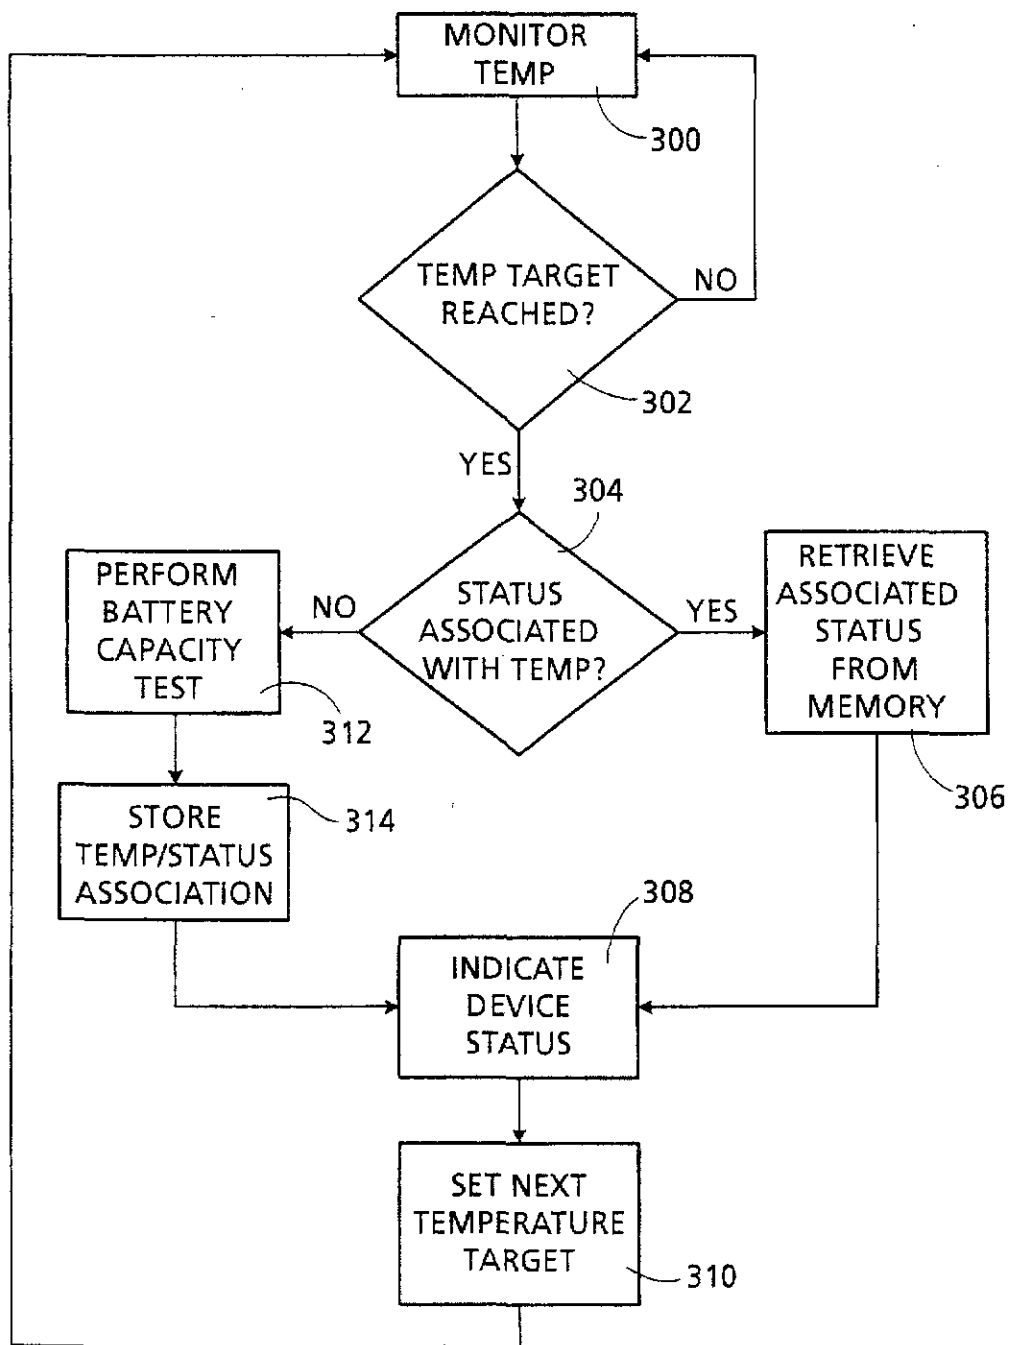 MONITOR
TEMP
300
TEMP TARGET
REACHED?
NO
302
YES
304
STATUS
ASSOCIATED
WITH TEMP?
NO
YES
PERFORM
BATTERY
CAPACITY
TEST
312
RETRIEVE
ASSOCIATED
STATUS
FROM
MEMORY
306
STORE
TEMP/STATUS
ASSOCIATION
314
308
INDICATE
DEVICE
STATUS
SET NEXT
TEMPERATURE
TARGET
310